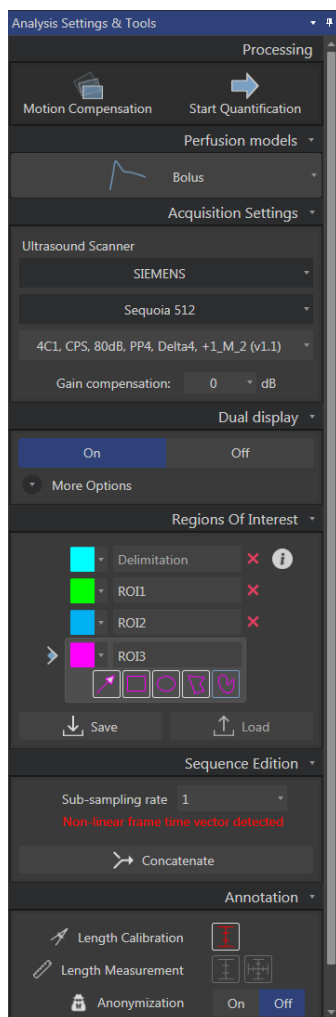 Analysis Settings & Tools
Processing
Motion Compensation
Start Quantification
Perfusion models
Bolus
Acquisition Settings
Ultrasound Scanner
SIEMENS
Sequoia 512
4C1, CPS, 80dB, PP4, Delta4, +1_M_2 (v1.1)
Gain compensation: 0 dB
Dual display
On Off
More Options
Regions Of Interest
Delimitation
ROI1
ROI2
ROI3
Save Load
Sequence Edition
Sub-sampling rate 1
Non-linear frame time vector detected
Concatenate
Annotation
Length Calibration
Length Measurement
Anonymization On Off